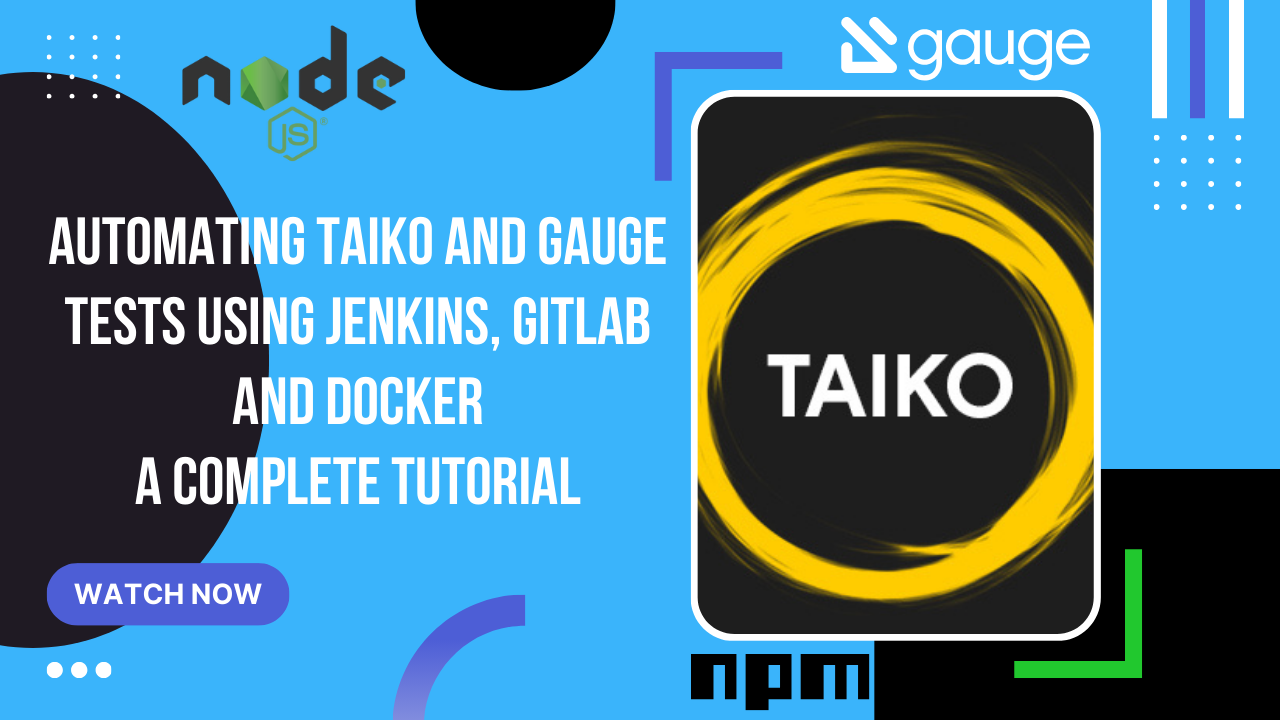 node
JS
gauge
AUTOMATING TAIKO AND GAUGE
TESTS USING JENKINS, GITLAB
AND DOCKER
A COMPLETE TUTORIAL
TAIKO
WATCH NOW
npm